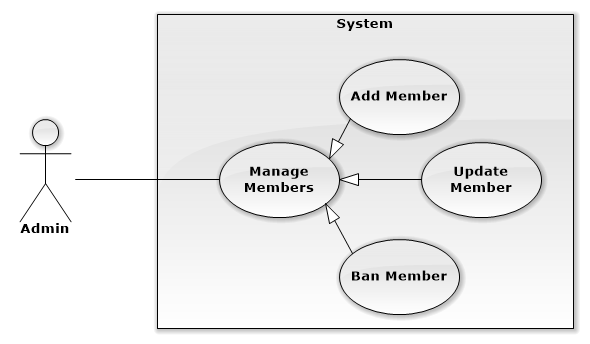 System
Add Member
Manage
Members
Update
Member
Admin
Ban Member